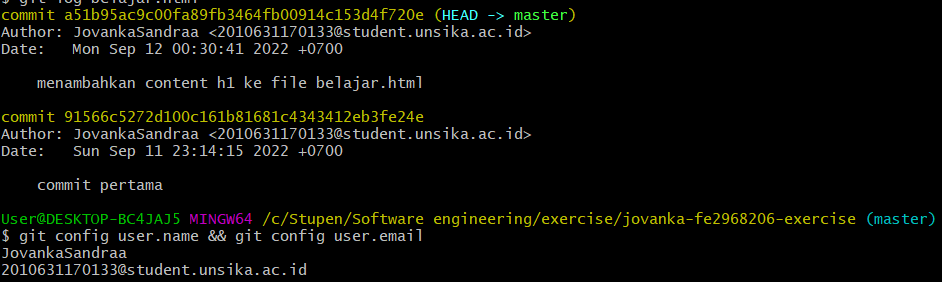 $ git log belajar.html
commit a51b95ac9c00fa89fb3464fb00914c153d4f720e (HEAD -> master)
Author: JovankaSandraa <2010631170133@student.unsika.ac.id>
Date:   Mon Sep 12 00:30:41 2022 +0700
    menambahkan content h1 ke file belajar.html
commit 91566c5272d100c161b81681c4343412eb3fe24e
Author: JovankaSandraa <2010631170133@student.unsika.ac.id>
Date:   Sun Sep 11 23:14:15 2022 +0700
    commit pertama
User@DESKTOP-BC4JAJ5 MINGW64 /c/Stupen/Software engineering/exercise/jovanka-fe2968206-exercise (master)
$ git config user.name && git config user.email
JovankaSandraa
2010631170133@student.unsika.ac.id